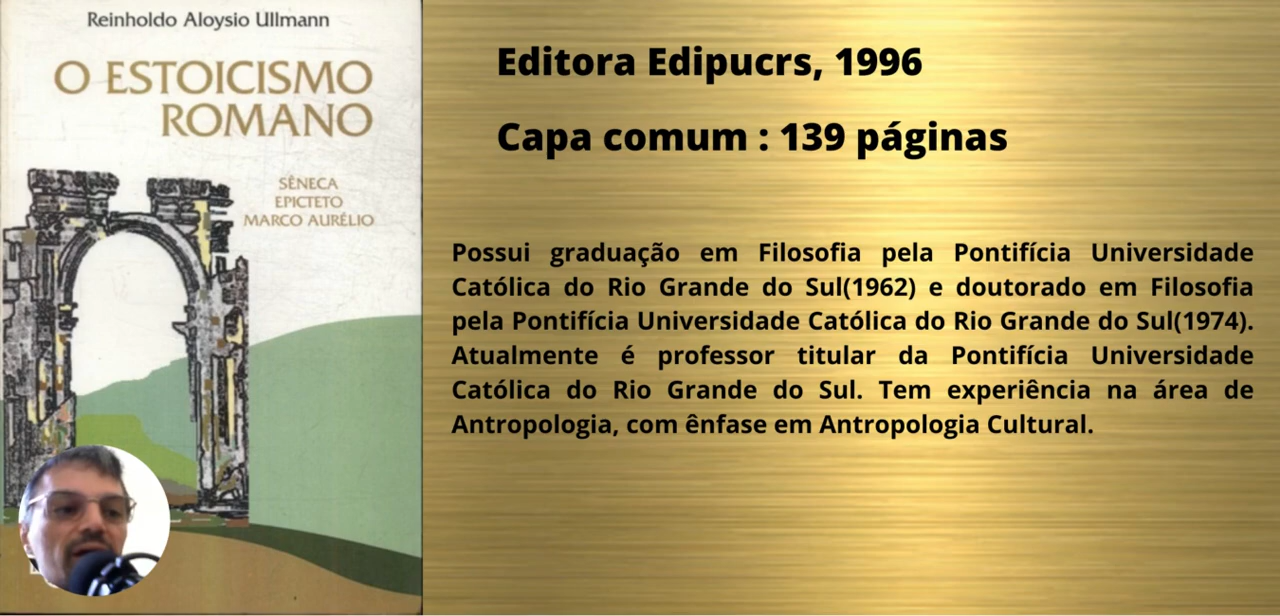 Reinholdo Aloysio Ullmann
O ESTOICISMO
ROMANO
SÊNECA
EPICTETO
MARCO AURÉLIO
Editora Edipucrs, 1996
Capa comum : 139 páginas
Possui graduação em Filosofia pela Pontifícia Universidade
Católica do Rio Grande do Sul(1962) e doutorado em Filosofia
pela Pontifícia Universidade Católica do Rio Grande do Sul(1974).
Atualmente é professor titular da Pontifícia Universidade
Católica do Rio Grande do Sul. Tem experiência na área de
Antropologia, com ênfase em Antropologia Cultural.